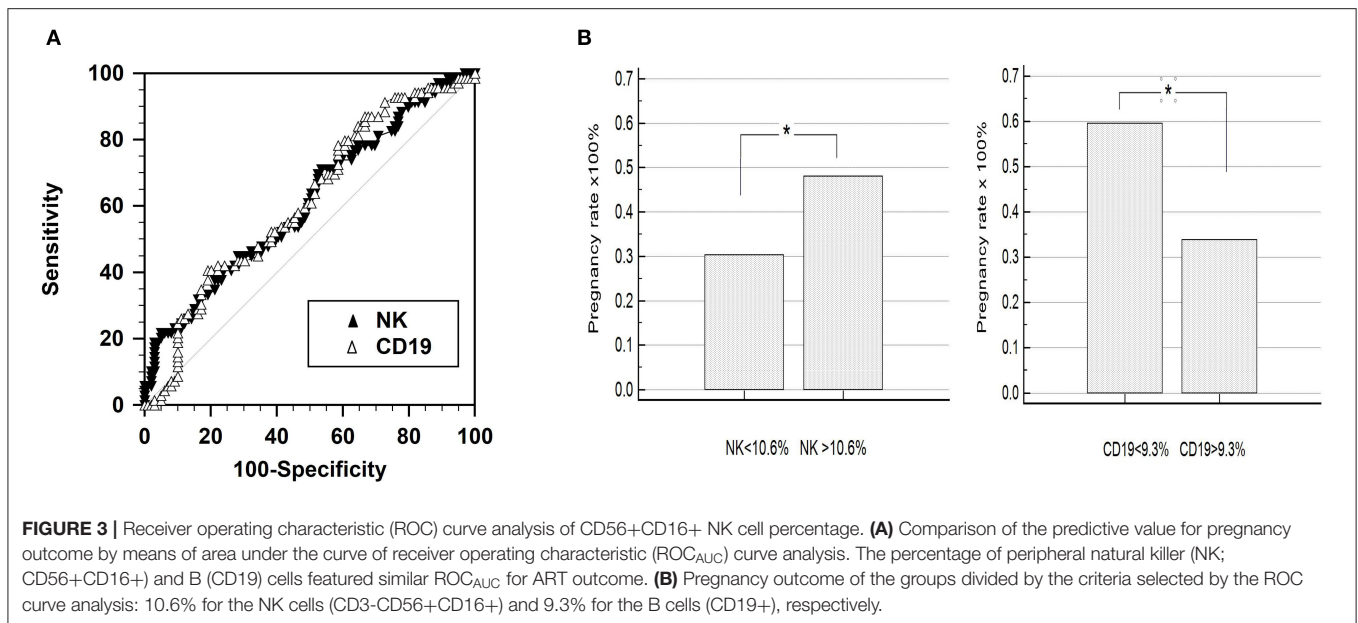 A
B
100
80
60
40
20
0
Sensitivity
0 20 40 60 80 100
100-Specificity
NK
CD19
0.7
0.6
0.5
0.4
0.3
0.2
0.1
0.0
Pregnancy rate x100%
*
NK<10.6% NK >10.6%
0.7
0.6
0.5
0.4
0.3
0.2
0.1
0.0
Pregnancy rate x 100%
*
CD19<9.3% CD19>9.3%
FIGURE 3 | Receiver operating characteristic (ROC) curve analysis of CD56+CD16+ NK cell percentage. (A) Comparison of the predictive value for pregnancy
outcome by means of area under the curve of receiver operating characteristic (ROCAUC) curve analysis. The percentage of peripheral natural killer (NK;
CD56+CD16+) and B (CD19) cells featured similar ROCAUC for ART outcome. (B) Pregnancy outcome of the groups divided by the criteria selected by the ROC
curve analysis: 10.6% for the NK cells (CD3-CD56+CD16+) and 9.3% for the B cells (CD19+), respectively.